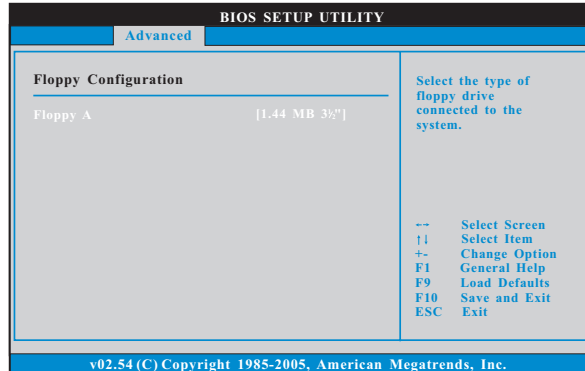 BIOS SETUP UTILITY
Advanced
Floppy Configuration
Floppy A [1.44 MB 3½"]
Select the type of
floppy drive
connected to the
system.
←→ Select Screen
↑↓ Select Item
+- Change Option
F1 General Help
F9 Load Defaults
F10 Save and Exit
ESC Exit
v02.54 (C) Copyright 1985-2005, American Megatrends, Inc.